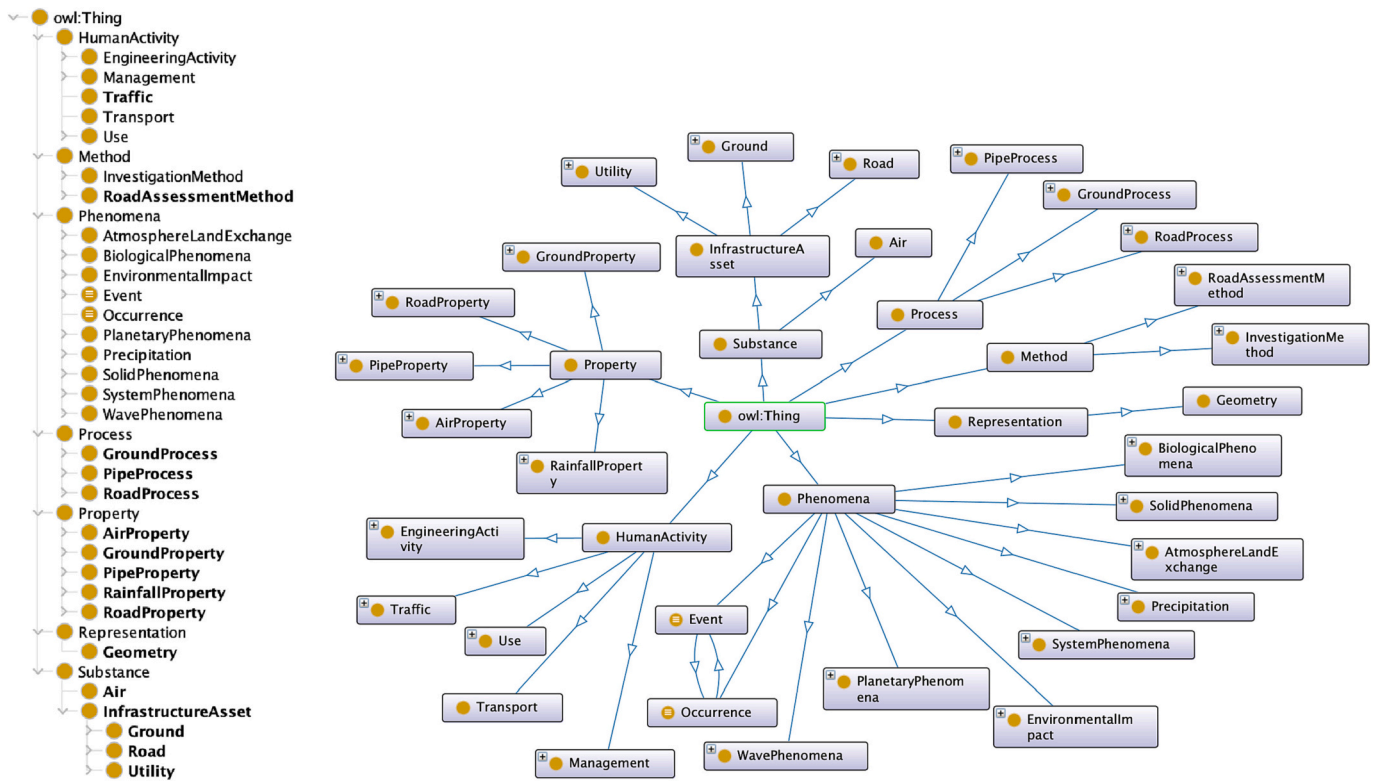 owl:Thing
HumanActivity
EngineeringActivity
Management
Traffic
Transport
Use
Method
InvestigationMethod
RoadAssessmentMethod
Phenomena
AtmosphereLandExchange
BiologicalPhenomena
EnvironmentalImpact
Event
Occurrence
PlanetaryPhenomena
Precipitation
SolidPhenomena
SystemPhenomena
WavePhenomena
Process
GroundProcess
PipeProcess
RoadProcess
Property
AirProperty
GroundProperty
PipeProperty
RainfallProperty
RoadProperty
Representation
Geometry
Substance
Air
InfrastructureAsset
Ground
Road
Utility
Ground
Utility
Road
PipeProcess
GroundProcess
RoadProcess
InfrastructureA
sset
Air
GroundProperty
RoadProperty
PipeProperty
Property
AirProperty
RainfallPropert
y
Substance
Process
RoadAssessmentM
ethod
Method
InvestigationMe
thod
owl:Thing
Representation
Geometry
Phenomena
BiologicalPheno
mena
SolidPhenomena
AtmosphereLandE
xchange
Precipitation
SystemPhenomena
EnvironmentalIm
pact
PlanetaryPhenom
ena
WavePhenomena
Event
Occurrence
HumanActivity
EngineeringActi
vity
Traffic
Use
Transport
Management